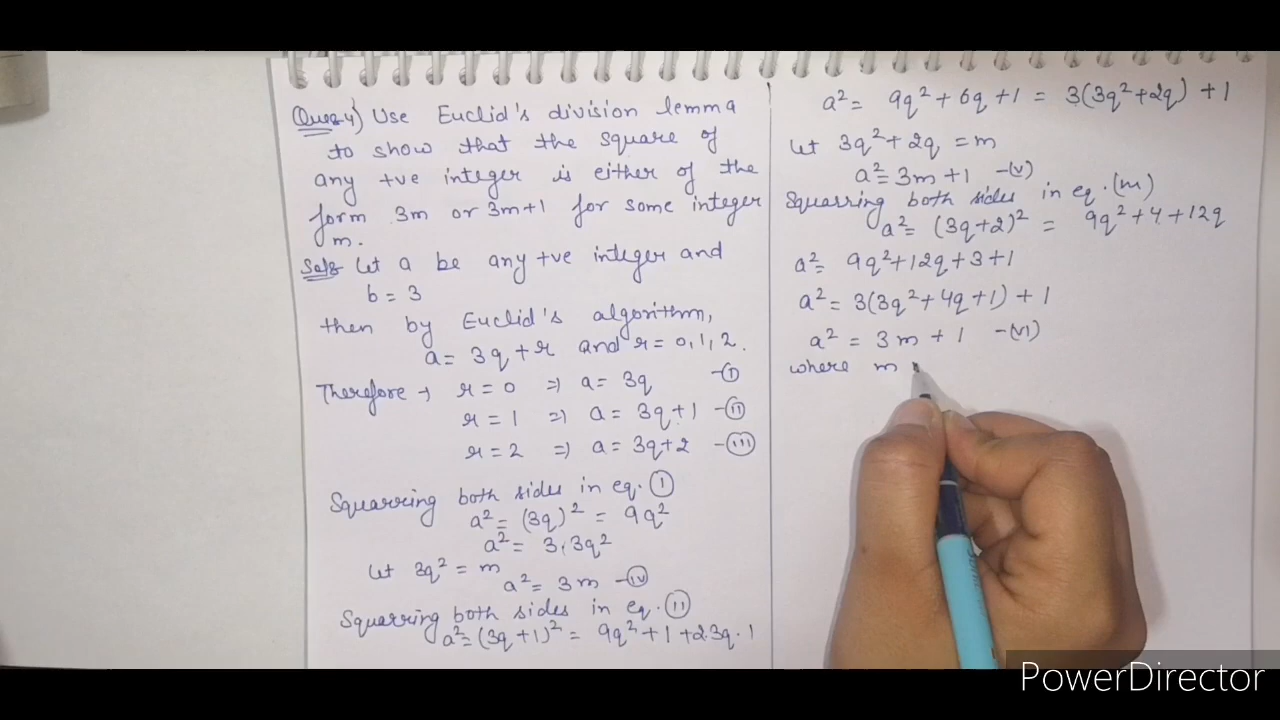 Ques 4) Use Euclid's division lemma
to show that the square of
any +ve integer is either of the
form 3m or 3m+1 for some integer
m.
Sol: Let a be any +ve integer and
b = 3
then by Euclid's algorithm,
a = 3q + r and r = 0, 1, 2.
Therefore → r = 0 ⇒ a = 3q -(I)
r = 1 ⇒ a = 3q+1 -(II)
r = 2 ⇒ a = 3q+2 -(III)
Squarring both sides in eq. (I)
a² = (3q)² = 9q²
a² = 3.3q²
Let 3q² = m
a² = 3m -(IV)
Squarring both sides in eq. (II)
a² = (3q+1)² = 9q² + 1 + 2.3q.1
a² = 9q² + 6q + 1 = 3(3q² + 2q) + 1
Let 3q² + 2q = m
a² = 3m + 1 -(V)
Squarring both sides in eq. (III)
a² = (3q+2)² = 9q² + 4 + 12q
a² = 9q² + 12q + 3 + 1
a² = 3(3q² + 4q + 1) + 1
a² = 3m + 1 -(VI)
where m
PowerDirector